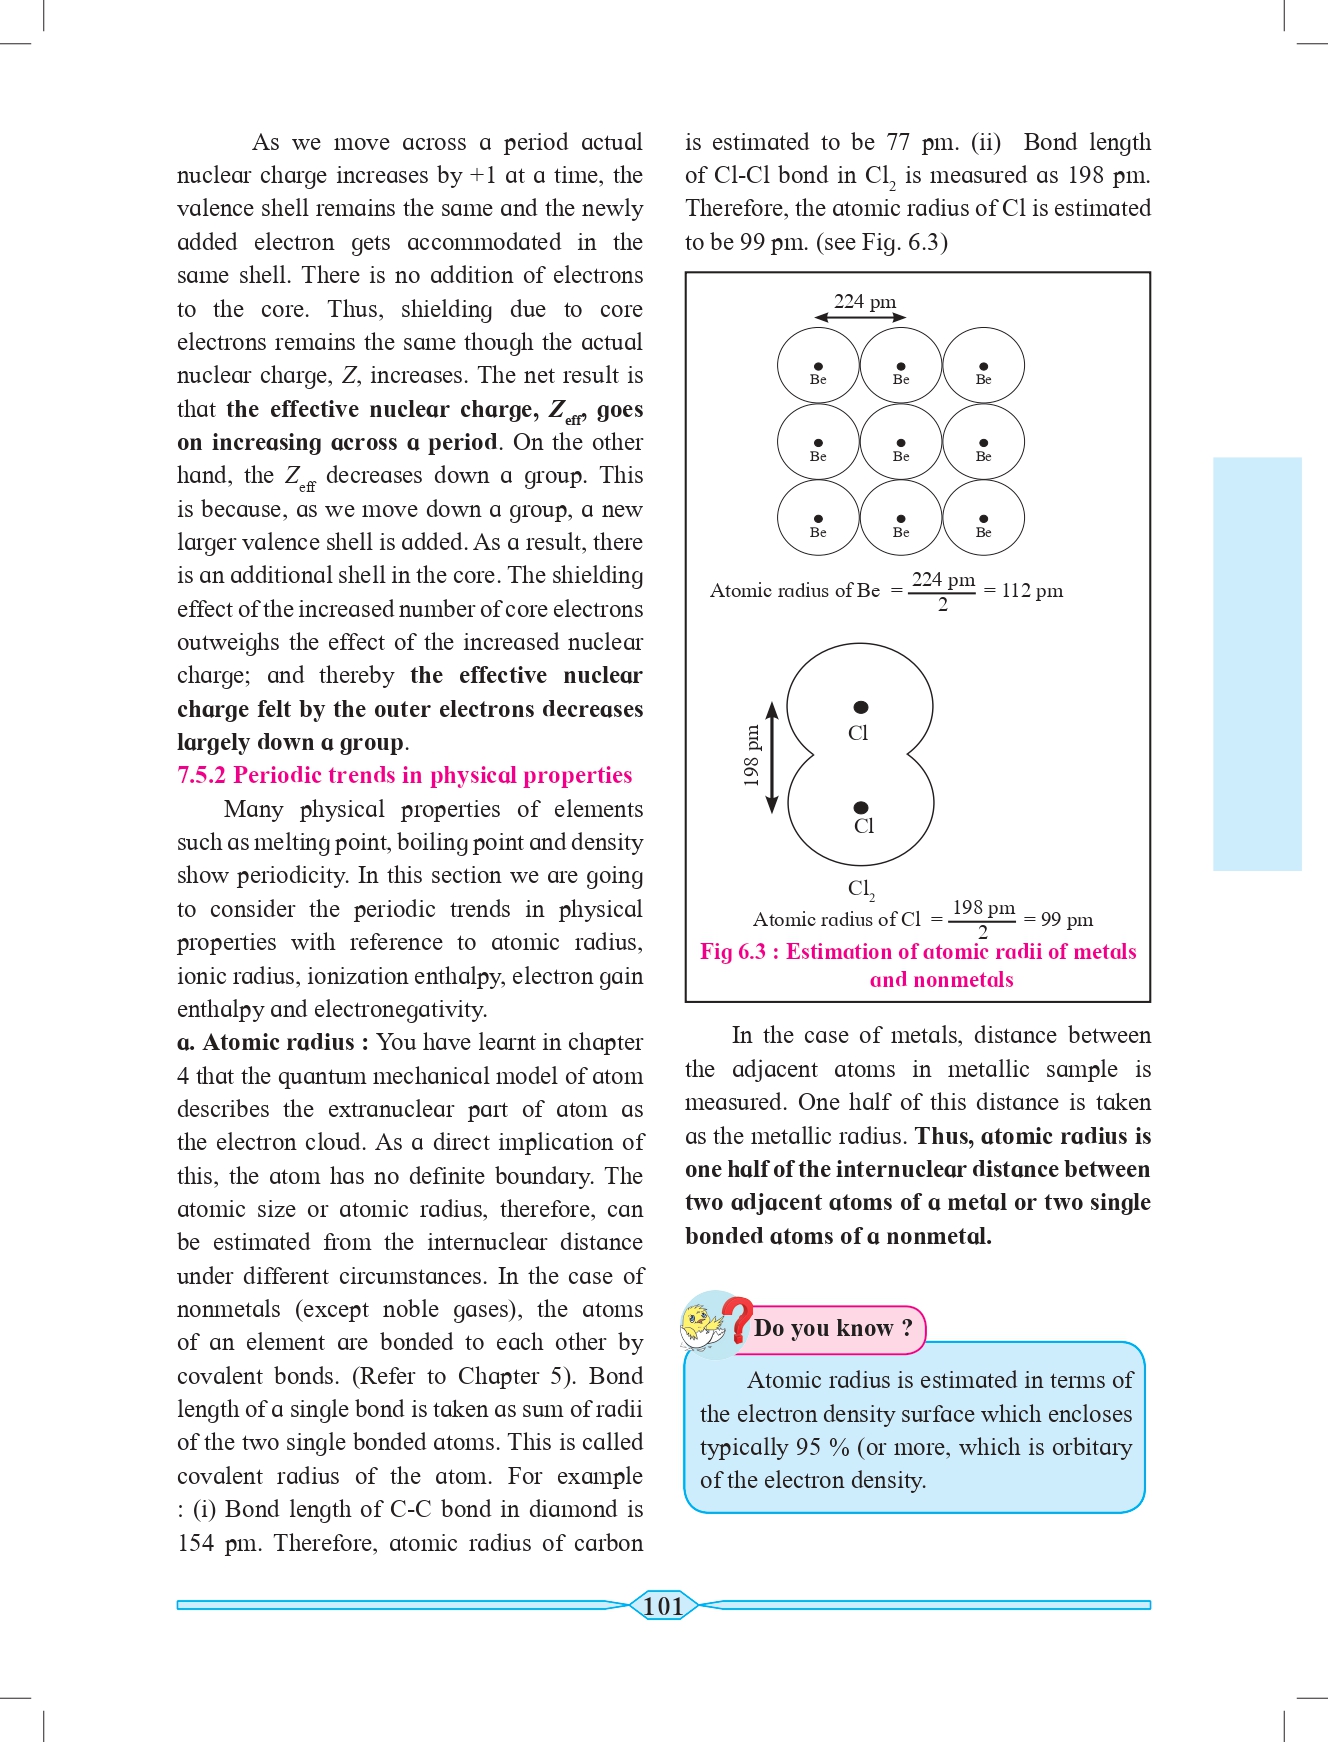 As we move across a period actual
nuclear charge increases by +1 at a time, the
valence shell remains the same and the newly
added electron gets accommodated in the
same shell. There is no addition of electrons
to the core. Thus, shielding due to core
electrons remains the same though the actual
nuclear charge, Z, increases. The net result is
that the effective nuclear charge, Zeff, goes
on increasing across a period. On the other
hand, the Zeff decreases down a group. This
is because, as we move down a group, a new
larger valence shell is added. As a result, there
is an additional shell in the core. The shielding
effect of the increased number of core electrons
outweighs the effect of the increased nuclear
charge; and thereby the effective nuclear
charge felt by the outer electrons decreases
largely down a group.
7.5.2 Periodic trends in physical properties
Many physical properties of elements
such as melting point, boiling point and density
show periodicity. In this section we are going
to consider the periodic trends in physical
properties with reference to atomic radius,
ionic radius, ionization enthalpy, electron gain
enthalpy and electronegativity.
a. Atomic radius : You have learnt in chapter
4 that the quantum mechanical model of atom
describes the extranuclear part of atom as
the electron cloud. As a direct implication of
this, the atom has no definite boundary. The
atomic size or atomic radius, therefore, can
be estimated from the internuclear distance
under different circumstances. In the case of
nonmetals (except noble gases), the atoms
of an element are bonded to each other by
covalent bonds. (Refer to Chapter 5). Bond
length of a single bond is taken as sum of radii
of the two single bonded atoms. This is called
covalent radius of the atom. For example
: (i) Bond length of C-C bond in diamond is
154 pm. Therefore, atomic radius of carbon
is estimated to be 77 pm. (ii) Bond length
of Cl-Cl bond in Cl2 is measured as 198 pm.
Therefore, the atomic radius of Cl is estimated
to be 99 pm. (see Fig. 6.3)
224 pm
Be Be Be
Be Be Be
Be Be Be
Atomic radius of Be = 224 pm / 2 = 112 pm
198 pm
Cl
Cl
Cl2
Atomic radius of Cl = 198 pm / 2 = 99 pm
Fig 6.3 : Estimation of atomic radii of metals
and nonmetals
In the case of metals, distance between
the adjacent atoms in metallic sample is
measured. One half of this distance is taken
as the metallic radius. Thus, atomic radius is
one half of the internuclear distance between
two adjacent atoms of a metal or two single
bonded atoms of a nonmetal.
Do you know ?
Atomic radius is estimated in terms of
the electron density surface which encloses
typically 95 % (or more, which is orbitary
of the electron density.
101